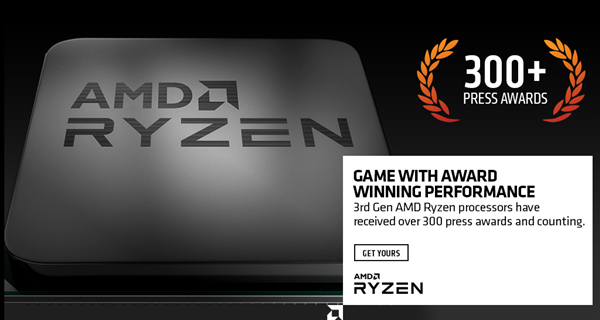 AMD
RYZEN
300+
PRESS AWARDS
GAME WITH AWARD
WINNING PERFORMANCE
3rd Gen AMD Ryzen processors have
received over 300 press awards and counting.
GET YOURS
AMD
RYZEN